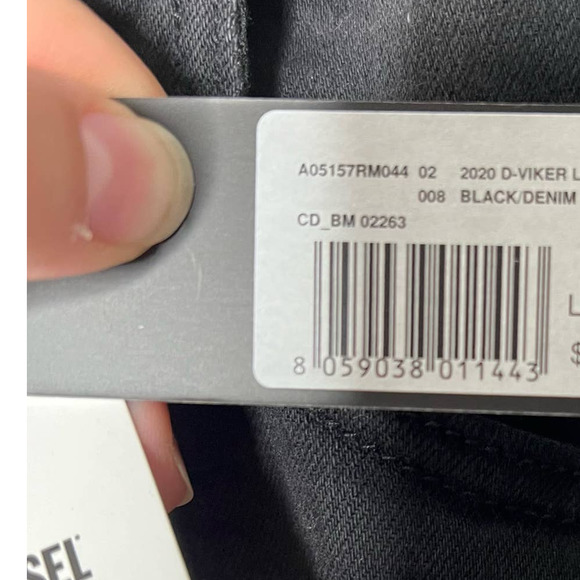 A05157RM044 02 2020 D-VIKER L
008 BLACK/DENIM
CD_BM 02263
L
$
8 059038 011443
SEL